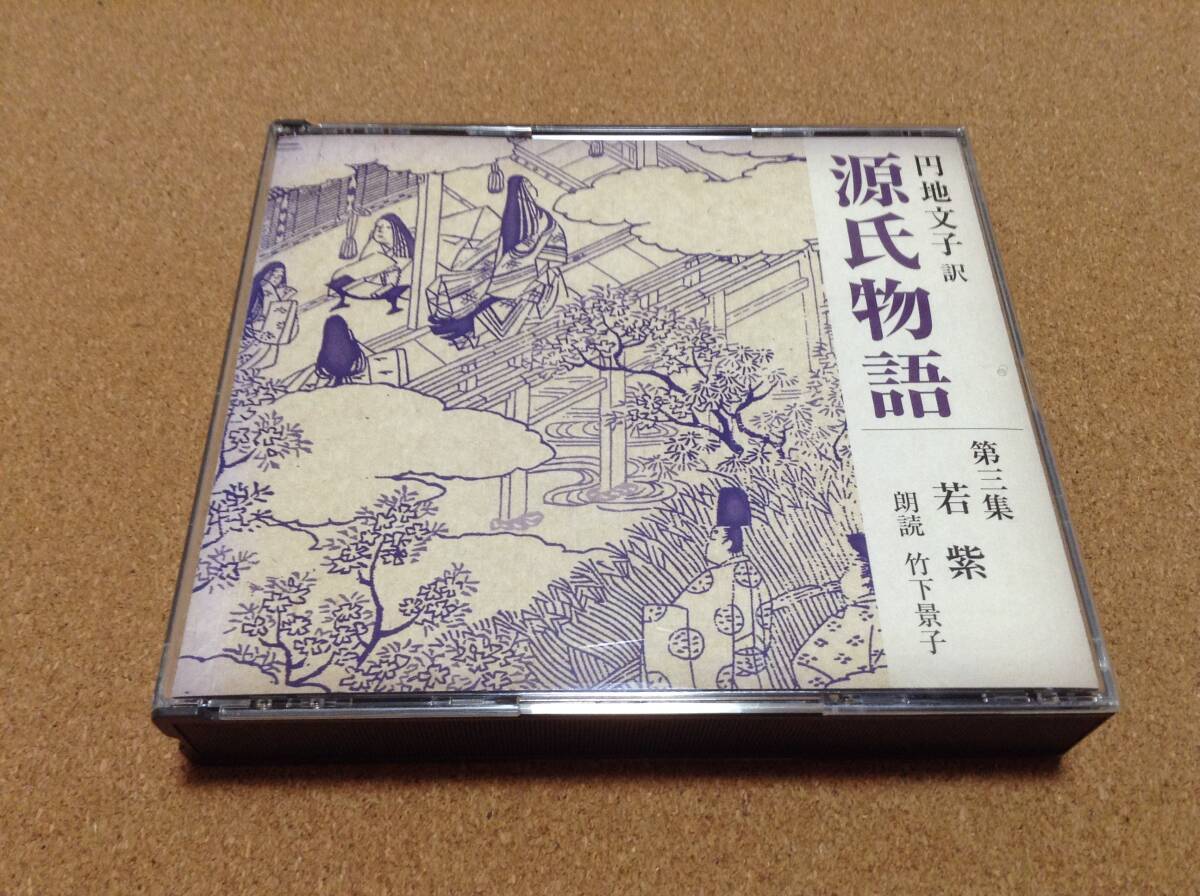 円地文子 訳
源氏物語
第三集
若紫
朗読 竹下景子